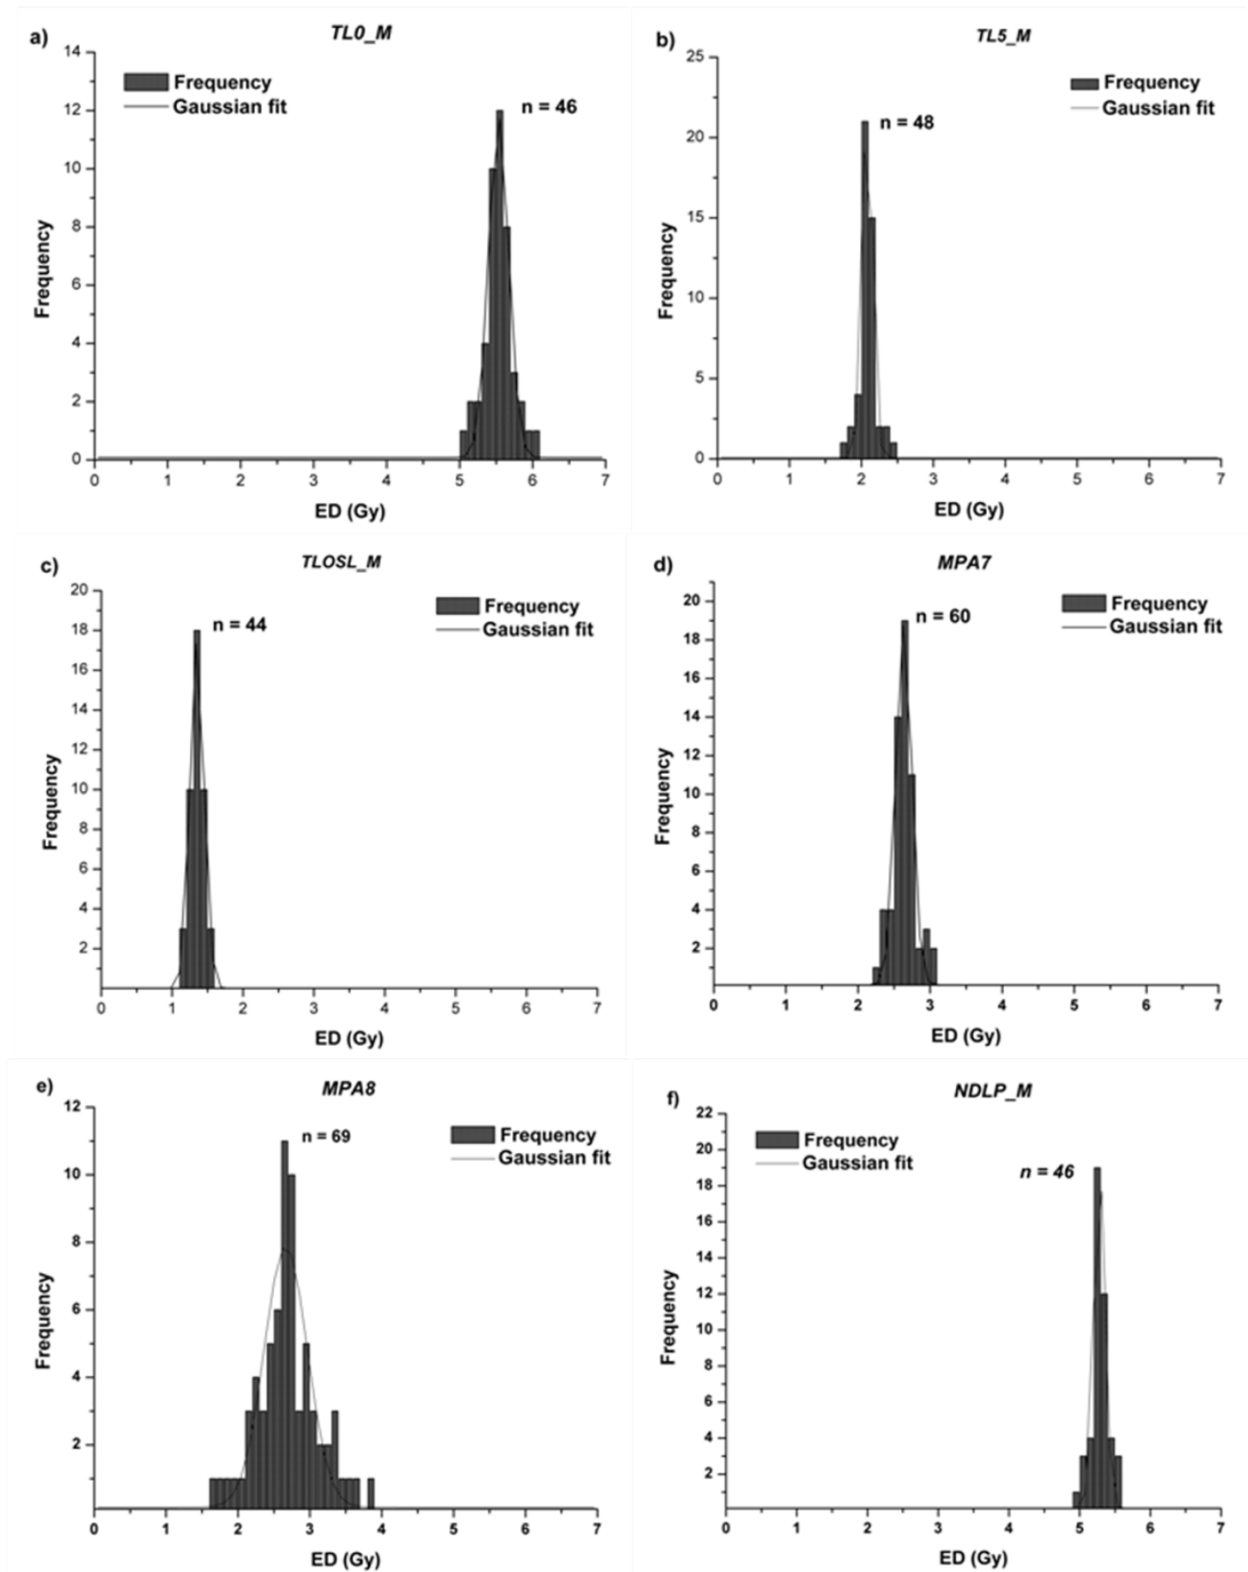 a)
TL0_M
Frequency
Gaussian fit
n = 46
14
12
10
8
6
4
2
0
Frequency
0 1 2 3 4 5 6 7
ED (Gy)
b)
TL5_M
Frequency
Gaussian fit
n = 48
25
20
15
10
5
0
Frequency
0 1 2 3 4 5 6 7
ED (Gy)
c)
TLOSL_M
Frequency
Gaussian fit
n = 44
20
18
16
14
12
10
8
6
4
2
Frequency
0 1 2 3 4 5 6 7
ED (Gy)
d)
MPA7
Frequency
Gaussian fit
n = 60
20
18
16
14
12
10
8
6
4
2
Frequency
0 1 2 3 4 5 6 7
ED (Gy)
e)
MPA8
Frequency
Gaussian fit
n = 69
12
10
8
6
4
2
Frequency
0 1 2 3 4 5 6 7
ED (Gy)
f)
NDLP_M
Frequency
Gaussian fit
n = 46
22
20
18
16
14
12
10
8
6
4
2
Frequency
0 1 2 3 4 5 6 7
ED (Gy)